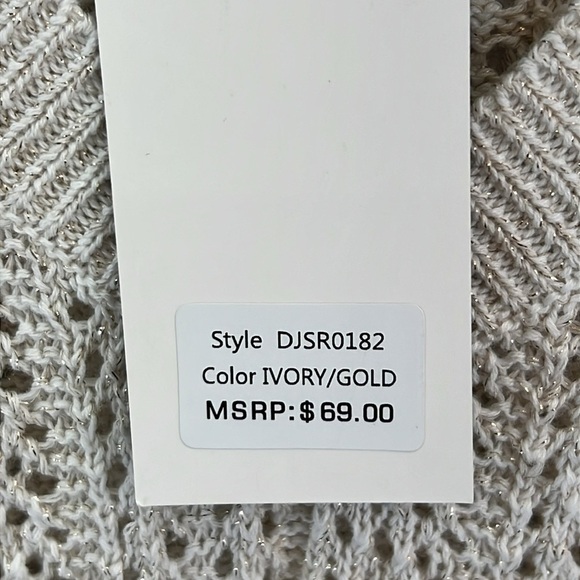 Style DJSR0182
Color IVORY/GOLD
MSRP:$69.00